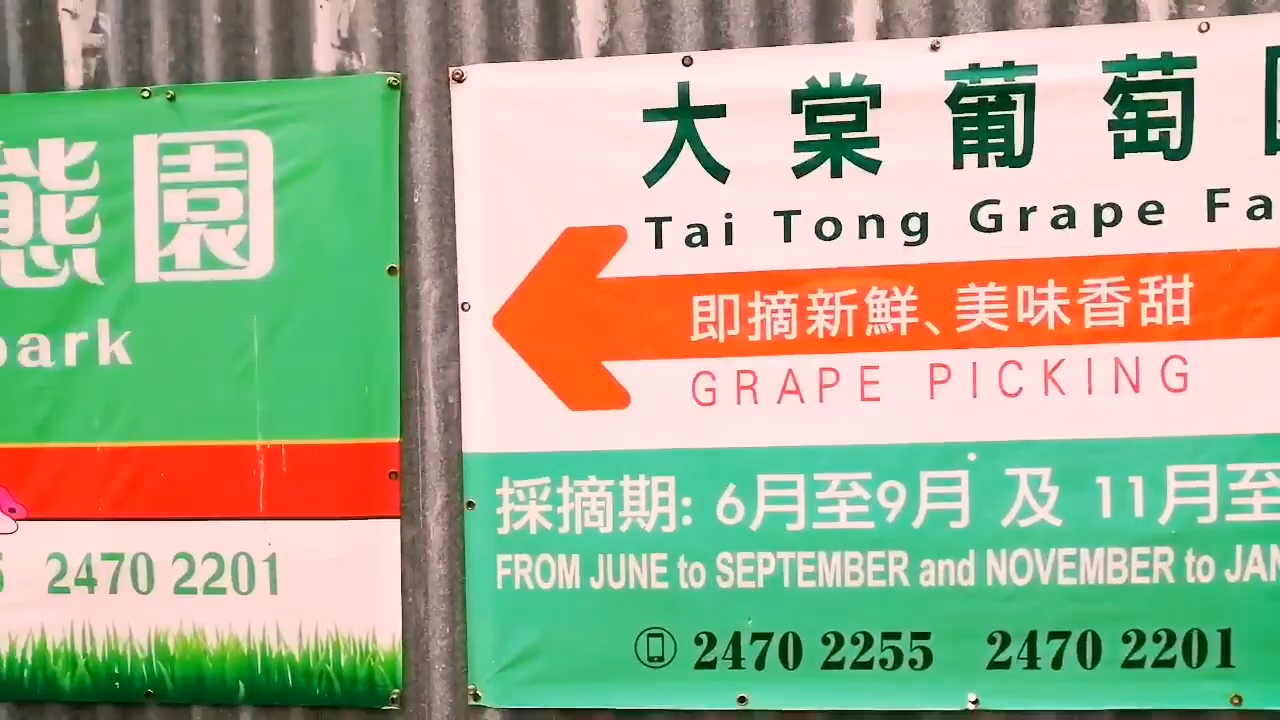 態園
park
2470 2201
大棠葡萄
Tai Tong Grape Fa
即摘新鮮、美味香甜
GRAPE PICKING
採摘期: 6月至9月 及 11月至
FROM JUNE to SEPTEMBER and NOVEMBER to JAN
2470 2255 2470 2201